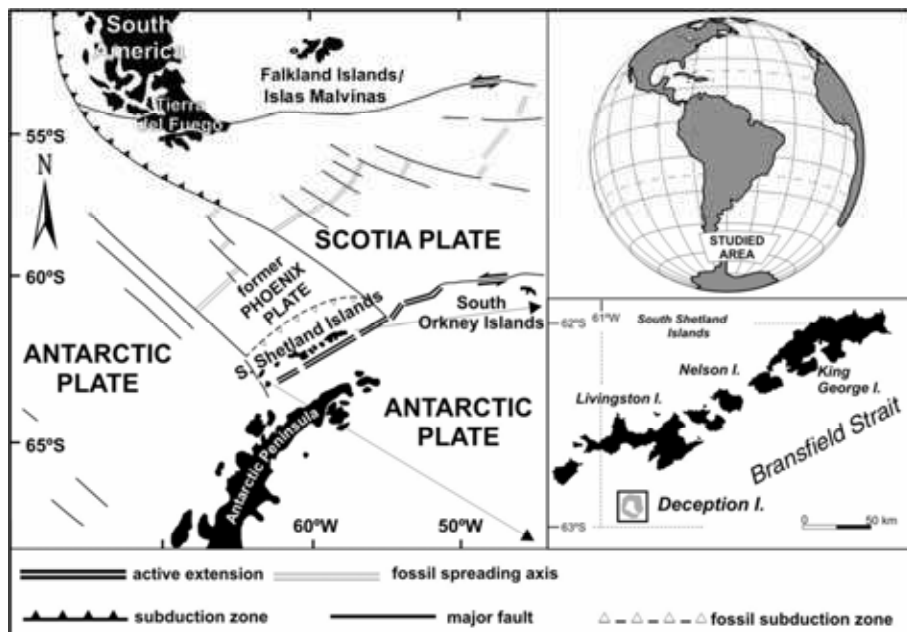 South
America
Falkland Islands/
Islas Malvinas
Tierra
del Fuego
55ºS
N
SCOTIA PLATE
60ºS
former
PHOENIX
PLATE
S. Shetland Islands
South
Orkney Islands
ANTARCTIC
PLATE
ANTARCTIC
PLATE
65ºS
Antarctic Peninsula
60ºW
50ºW
STUDIED
AREA
62ºS
61ºW
South Shetland
Islands
Nelson I.
King
George I.
Livingston I.
Bransfield Strait
Deception I.
63ºS
0
50 km
active extension
fossil spreading axis
subduction zone
major fault
fossil subduction zone